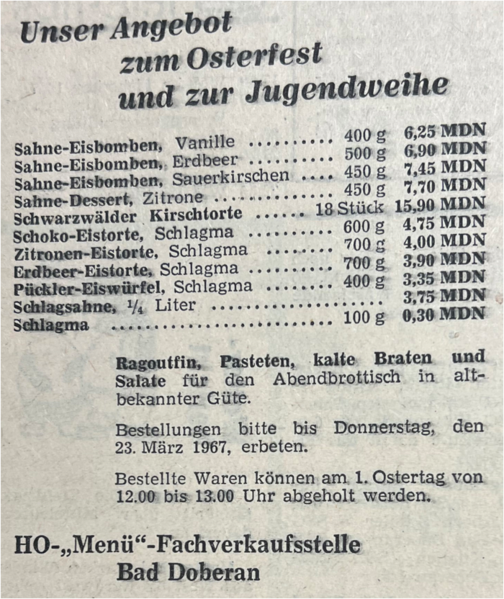 Unser Angebot
zum Osterfest
und zur Jugendweihe
Sahne-Eisbomben, Vanille .......... 400 g 6,25 MDN
Sahne-Eisbomben, Erdbeer .......... 500 g 6,90 MDN
Sahne-Eisbomben, Sauerkirschen .... 450 g 7,45 MDN
Sahne-Dessert, Zitrone ............ 450 g 7,70 MDN
Schwarzwälder Kirschtorte ...... 18 Stück 15,90 MDN
Schoko-Eistorte, Schlagma ......... 600 g 4,75 MDN
Zitronen-Eistorte, Schlagma ....... 700 g 4,00 MDN
Erdbeer-Eistorte, Schlagma ........ 700 g 3,90 MDN
Pückler-Eiswürfel, Schlagma ....... 400 g 3,35 MDN
Schlagsahne, ¼ Liter .................... 3,75 MDN
Schlagma .......................... 100 g 0,30 MDN
Ragoutfin, Pasteten, kalte Braten und
Salate für den Abendbrottisch in alt-
bekannter Güte.
Bestellungen bitte bis Donnerstag, den
23. März 1967, erbeten.
Bestellte Waren können am 1. Ostertag von
12.00 bis 13.00 Uhr abgeholt werden.
HO-„Menü“-Fachverkaufsstelle
Bad Doberan